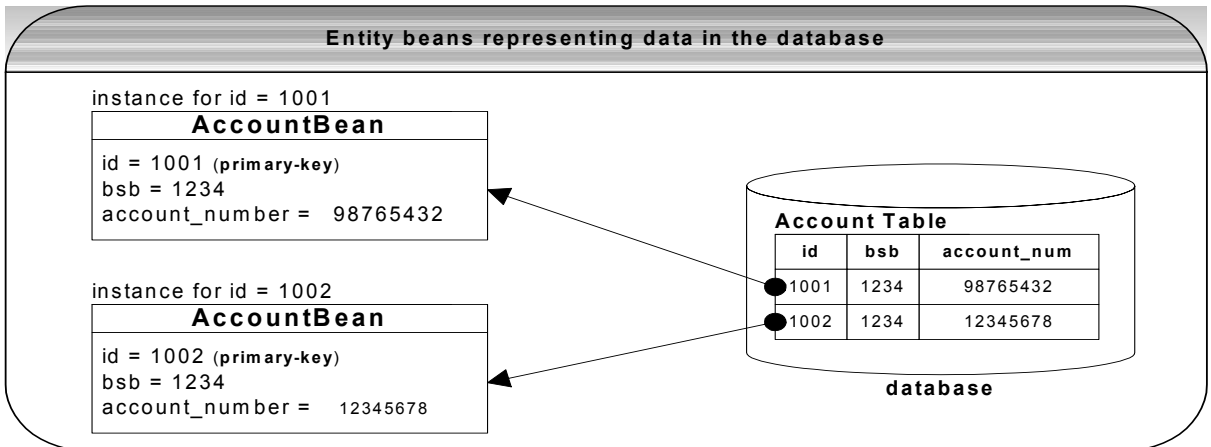 Entity beans representing data in the database
instance for id = 1001
AccountBean
id = 1001 (primary-key)
bsb = 1234
account_number = 98765432
instance for id = 1002
AccountBean
id = 1002 (primary-key)
bsb = 1234
account_number = 12345678
Account Table
id bsb account_num
1001 1234 98765432
1002 1234 12345678
database